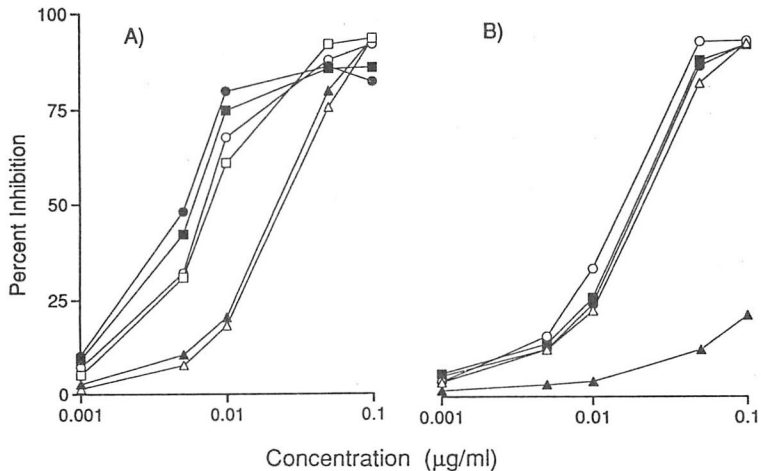 A)
B)
100
75
50
25
0
Percent Inhibition
0.001 0.01 0.1
0.001 0.01 0.1
Concentration (μg/ml)